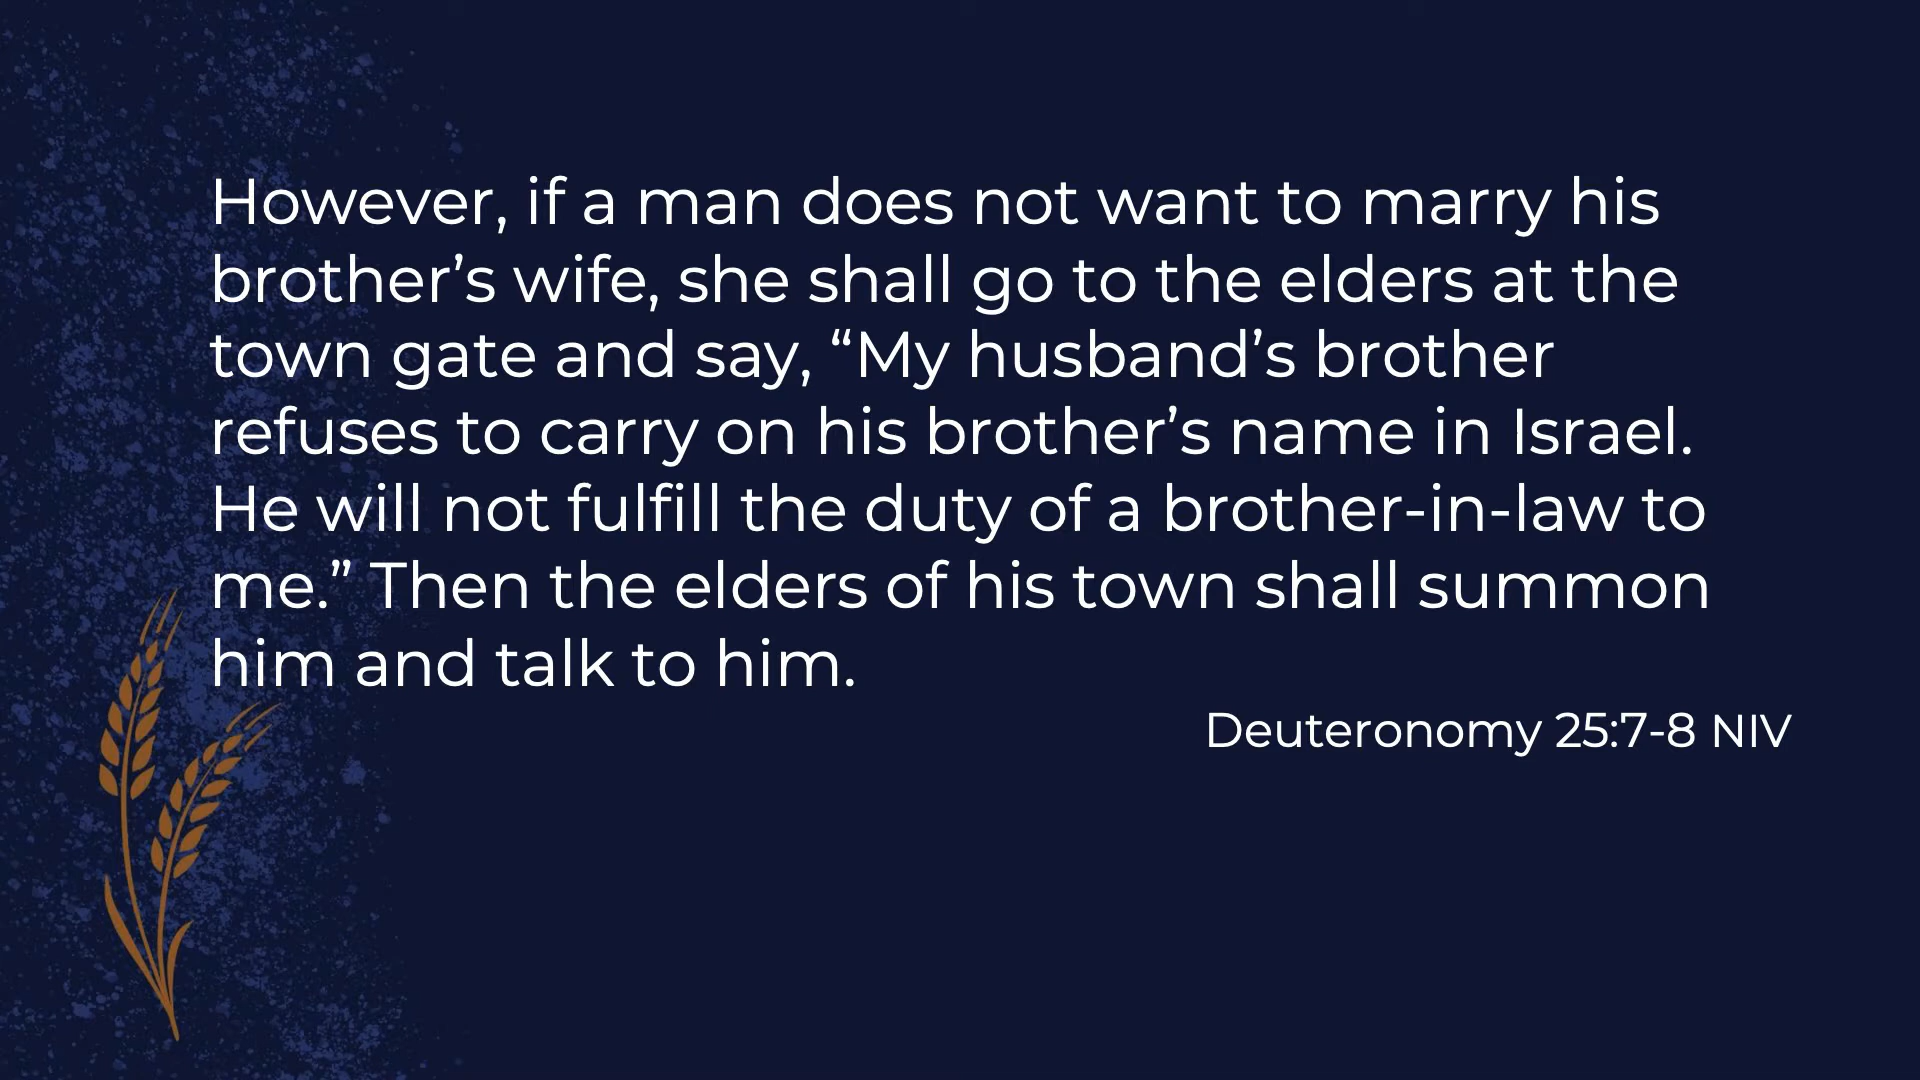 However, if a man does not want to marry his
brother’s wife, she shall go to the elders at the
town gate and say, “My husband’s brother
refuses to carry on his brother’s name in Israel.
He will not fulfill the duty of a brother-in-law to
me.” Then the elders of his town shall summon
him and talk to him.
Deuteronomy 25:7-8 NIV